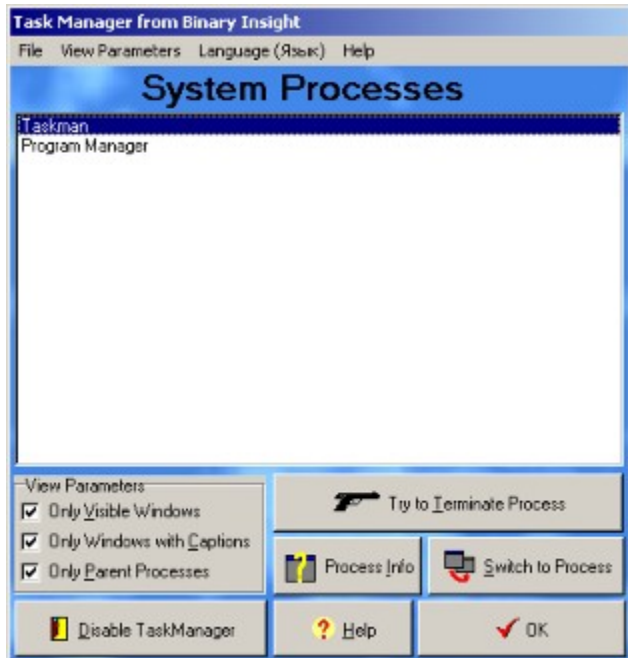 Task Manager from Binary Insight
File View Parameters Language (Язык) Help
System Processes
Taskman
Program Manager
View Parameters
Only Visible Windows
Only Windows with Captions
Only Parent Processes
Try to Terminate Process
Process Info
Switch to Process
Disable TaskManager
Help
OK